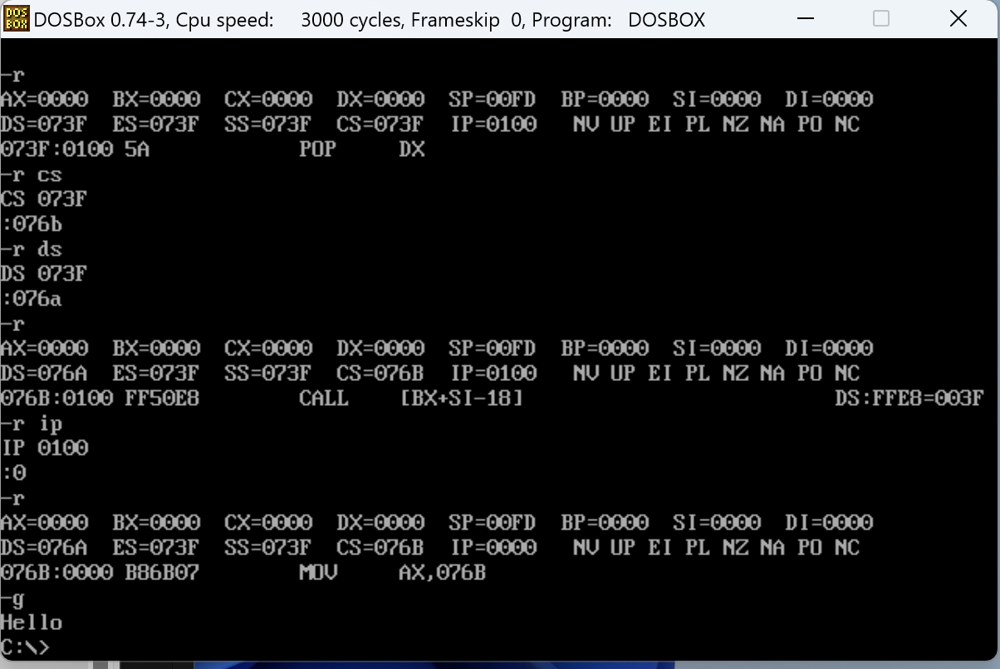 DOS BOX DOSBox 0.74-3, Cpu speed: 3000 cycles, Frameskip 0, Program: DOSBOX
-r
AX=0000 BX=0000 CX=0000 DX=0000 SP=00FD BP=0000 SI=0000 DI=0000
DS=073F ES=073F SS=073F CS=073F IP=0100 NV UP EI PL NZ NA PO NC
073F:0100 5A POP DX
-r cs
CS 073F
:076b
-r ds
DS 073F
:076a
-r
AX=0000 BX=0000 CX=0000 DX=0000 SP=00FD BP=0000 SI=0000 DI=0000
DS=076A ES=073F SS=073F CS=076B IP=0100 NV UP EI PL NZ NA PO NC
076B:0100 FF50E8 CALL [BX+SI-18] DS:FFE8=003F
-r ip
IP 0100
:0
-r
AX=0000 BX=0000 CX=0000 DX=0000 SP=00FD BP=0000 SI=0000 DI=0000
DS=076A ES=073F SS=073F CS=076B IP=0000 NV UP EI PL NZ NA PO NC
076B:0000 B86B07 MOV AX,076B
-g
Hello
C:\>